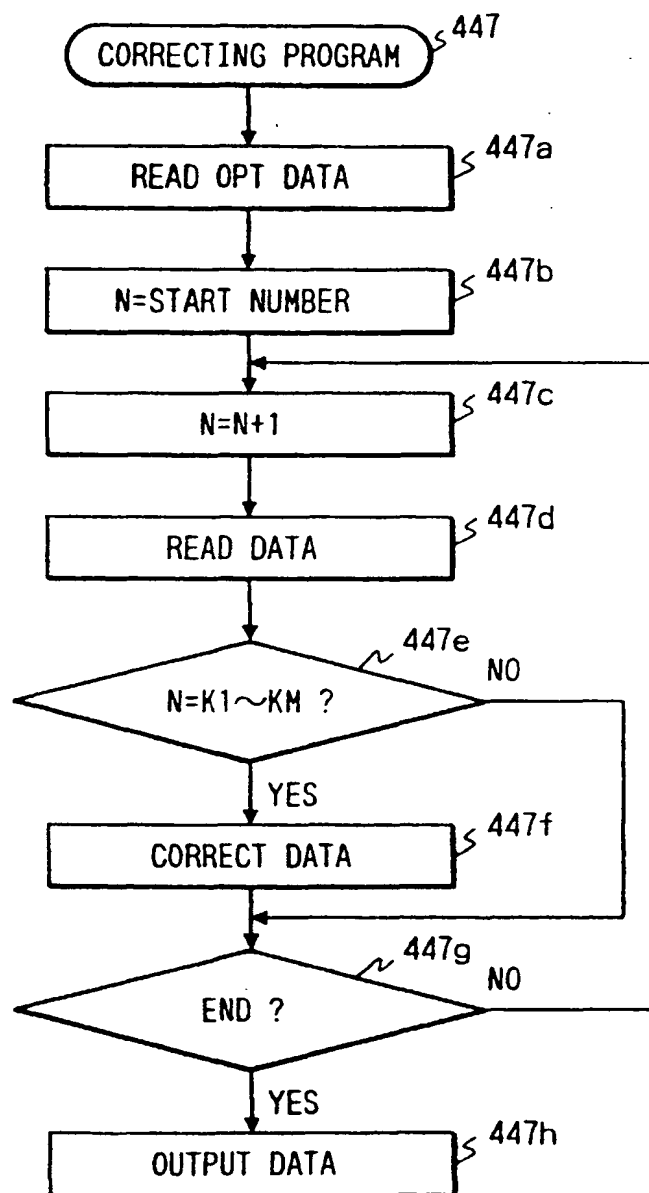 CORRECTING PROGRAM
447
READ OPT DATA
447a
N=START NUMBER
447b
N=N+1
447c
READ DATA
447d
N=K1~KM ?
447e
NO
YES
CORRECT DATA
447f
END ?
447g
NO
YES
OUTPUT DATA
447h